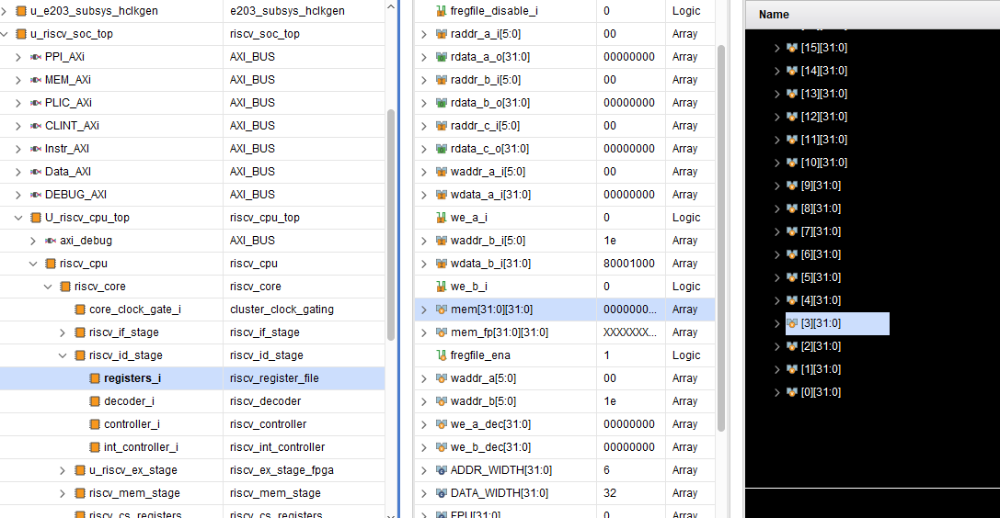 u_e203_subsys_hclkgen e203_subsys_hclkgen
u_riscv_soc_top riscv_soc_top
PPI_AXi AXI_BUS
MEM_AXi AXI_BUS
PLIC_AXi AXI_BUS
CLINT_AXi AXI_BUS
Instr_AXI AXI_BUS
Data_AXI AXI_BUS
DEBUG_AXI AXI_BUS
U_riscv_cpu_top riscv_cpu_top
axi_debug AXI_BUS
riscv_cpu riscv_cpu
riscv_core riscv_core
core_clock_gate_i cluster_clock_gating
riscv_if_stage riscv_if_stage
riscv_id_stage riscv_id_stage
registers_i riscv_register_file
decoder_i riscv_decoder
controller_i riscv_controller
int_controller_i riscv_int_controller
u_riscv_ex_stage riscv_ex_stage_fpga
riscv_mem_stage riscv_mem_stage
riscv_cs_registers riscv_cs_registers
fregfile_disable_i 0 Logic
raddr_a_i[5:0] 00 Array
rdata_a_o[31:0] 00000000 Array
raddr_b_i[5:0] 00 Array
rdata_b_o[31:0] 00000000 Array
raddr_c_i[5:0] 00 Array
rdata_c_o[31:0] 00000000 Array
waddr_a_i[5:0] 00 Array
wdata_a_i[31:0] 00000000 Array
we_a_i 0 Logic
waddr_b_i[5:0] 1e Array
wdata_b_i[31:0] 80001000 Array
we_b_i 0 Logic
mem[31:0][31:0] 0000000... Array
mem_fp[31:0][31:0] XXXXXXX... Array
fregfile_ena 1 Logic
waddr_a[5:0] 00 Array
waddr_b[5:0] 1e Array
we_a_dec[31:0] 00000000 Array
we_b_dec[31:0] 00000000 Array
ADDR_WIDTH[31:0] 6 Array
DATA_WIDTH[31:0] 32 Array
FPU[31:0] 0 Array
Name
[15][31:0]
[14][31:0]
[13][31:0]
[12][31:0]
[11][31:0]
[10][31:0]
[9][31:0]
[8][31:0]
[7][31:0]
[6][31:0]
[5][31:0]
[4][31:0]
[3][31:0]
[2][31:0]
[1][31:0]
[0][31:0]